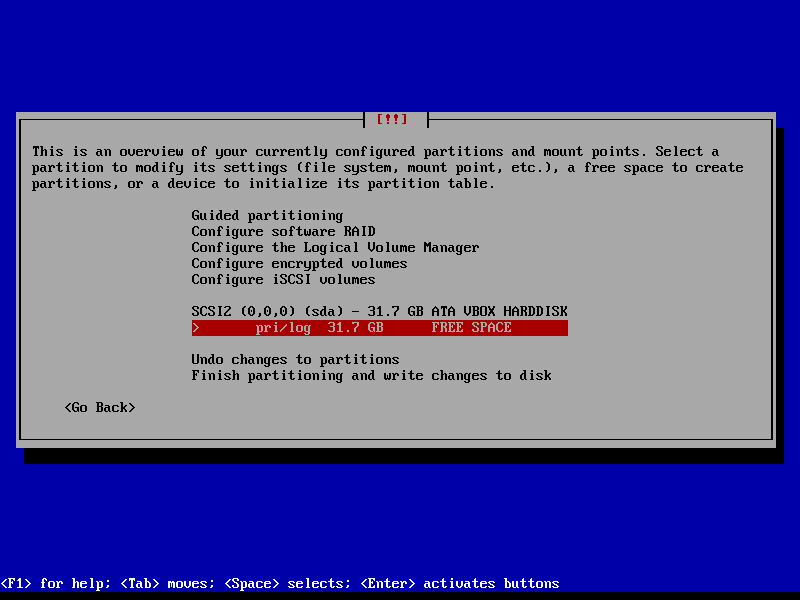 [!!]
This is an overview of your currently configured partitions and mount points. Select a
partition to modify its settings (file system, mount point, etc.), a free space to create
partitions, or a device to initialize its partition table.
Guided partitioning
Configure software RAID
Configure the Logical Volume Manager
Configure encrypted volumes
Configure iSCSI volumes
SCSI2 (0,0,0) (sda) - 31.7 GB ATA VBOX HARDDISK
>       pri/log  31.7 GB      FREE SPACE
Undo changes to partitions
Finish partitioning and write changes to disk
<Go Back>
<F1> for help; <Tab> moves; <Space> selects; <Enter> activates buttons